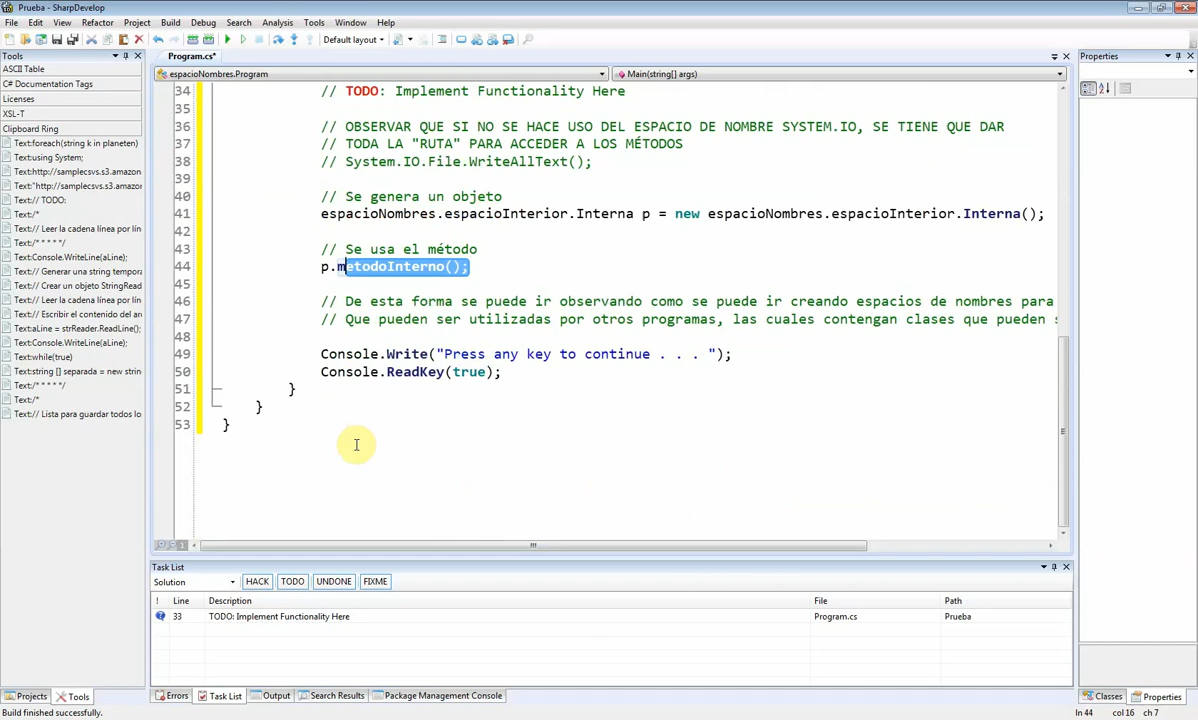 Prueba - SharpDevelop
File Edit View Refactor Project Build Debug Search Analysis Tools Window Help
Default layout
Tools
ASCII Table
C# Documentation Tags
Licenses
XSL-T
Clipboard Ring
Text:foreach(string k in planeten)
Text:using System;
Text:http://samplecsvs.s3.amazon
Text:"http://samplecsvs.s3.amazor
Text:// TODO:
Text:/*
Text:// Leer la cadena línea por lín
Text:/* * * * */
Text:Console.WriteLine(aLine);
Text:// Generar una string tempora
Text:// Crear un objeto StringRead
Text:// Leer la cadena línea por lín
Text:// Escribir el contenido del ar
Text:aLine = strReader.ReadLine();
Text:Console.WriteLine(aLine);
Text:while(true)
Text:string [] separada = new strin
Text:/* * * * */
Text:/*
Text:// Lista para guardar todos lo
Projects Tools
Program.cs*
espacioNombres.Program Main(string[] args)
34 // TODO: Implement Functionality Here
35
36 // OBSERVAR QUE SI NO SE HACE USO DEL ESPACIO DE NOMBRE SYSTEM.IO, SE TIENE QUE DAR
37 // TODA LA "RUTA" PARA ACCEDER A LOS MÉTODOS
38 // System.IO.File.WriteAllText();
39
40 // Se genera un objeto
41 espacioNombres.espacioInterior.Interna p = new espacioNombres.espacioInterior.Interna();
42
43 // Se usa el método
44 p.metodoInterno();
45
46 // De esta forma se puede ir observando como se puede ir creando espacios de nombres para
47 // Que pueden ser utilizadas por otros programas, las cuales contengan clases que pueden s
48
49 Console.Write("Press any key to continue . . . ");
50 Console.ReadKey(true);
51 }
52 }
53 }
Task List
Solution HACK TODO UNDONE FIXME
! Line Description File Path
33 TODO: Implement Functionality Here Program.cs Prueba
Errors Task List Output Search Results Package Management Console
Properties
Classes Properties
Build finished successfully. ln 44 col 16 ch 7